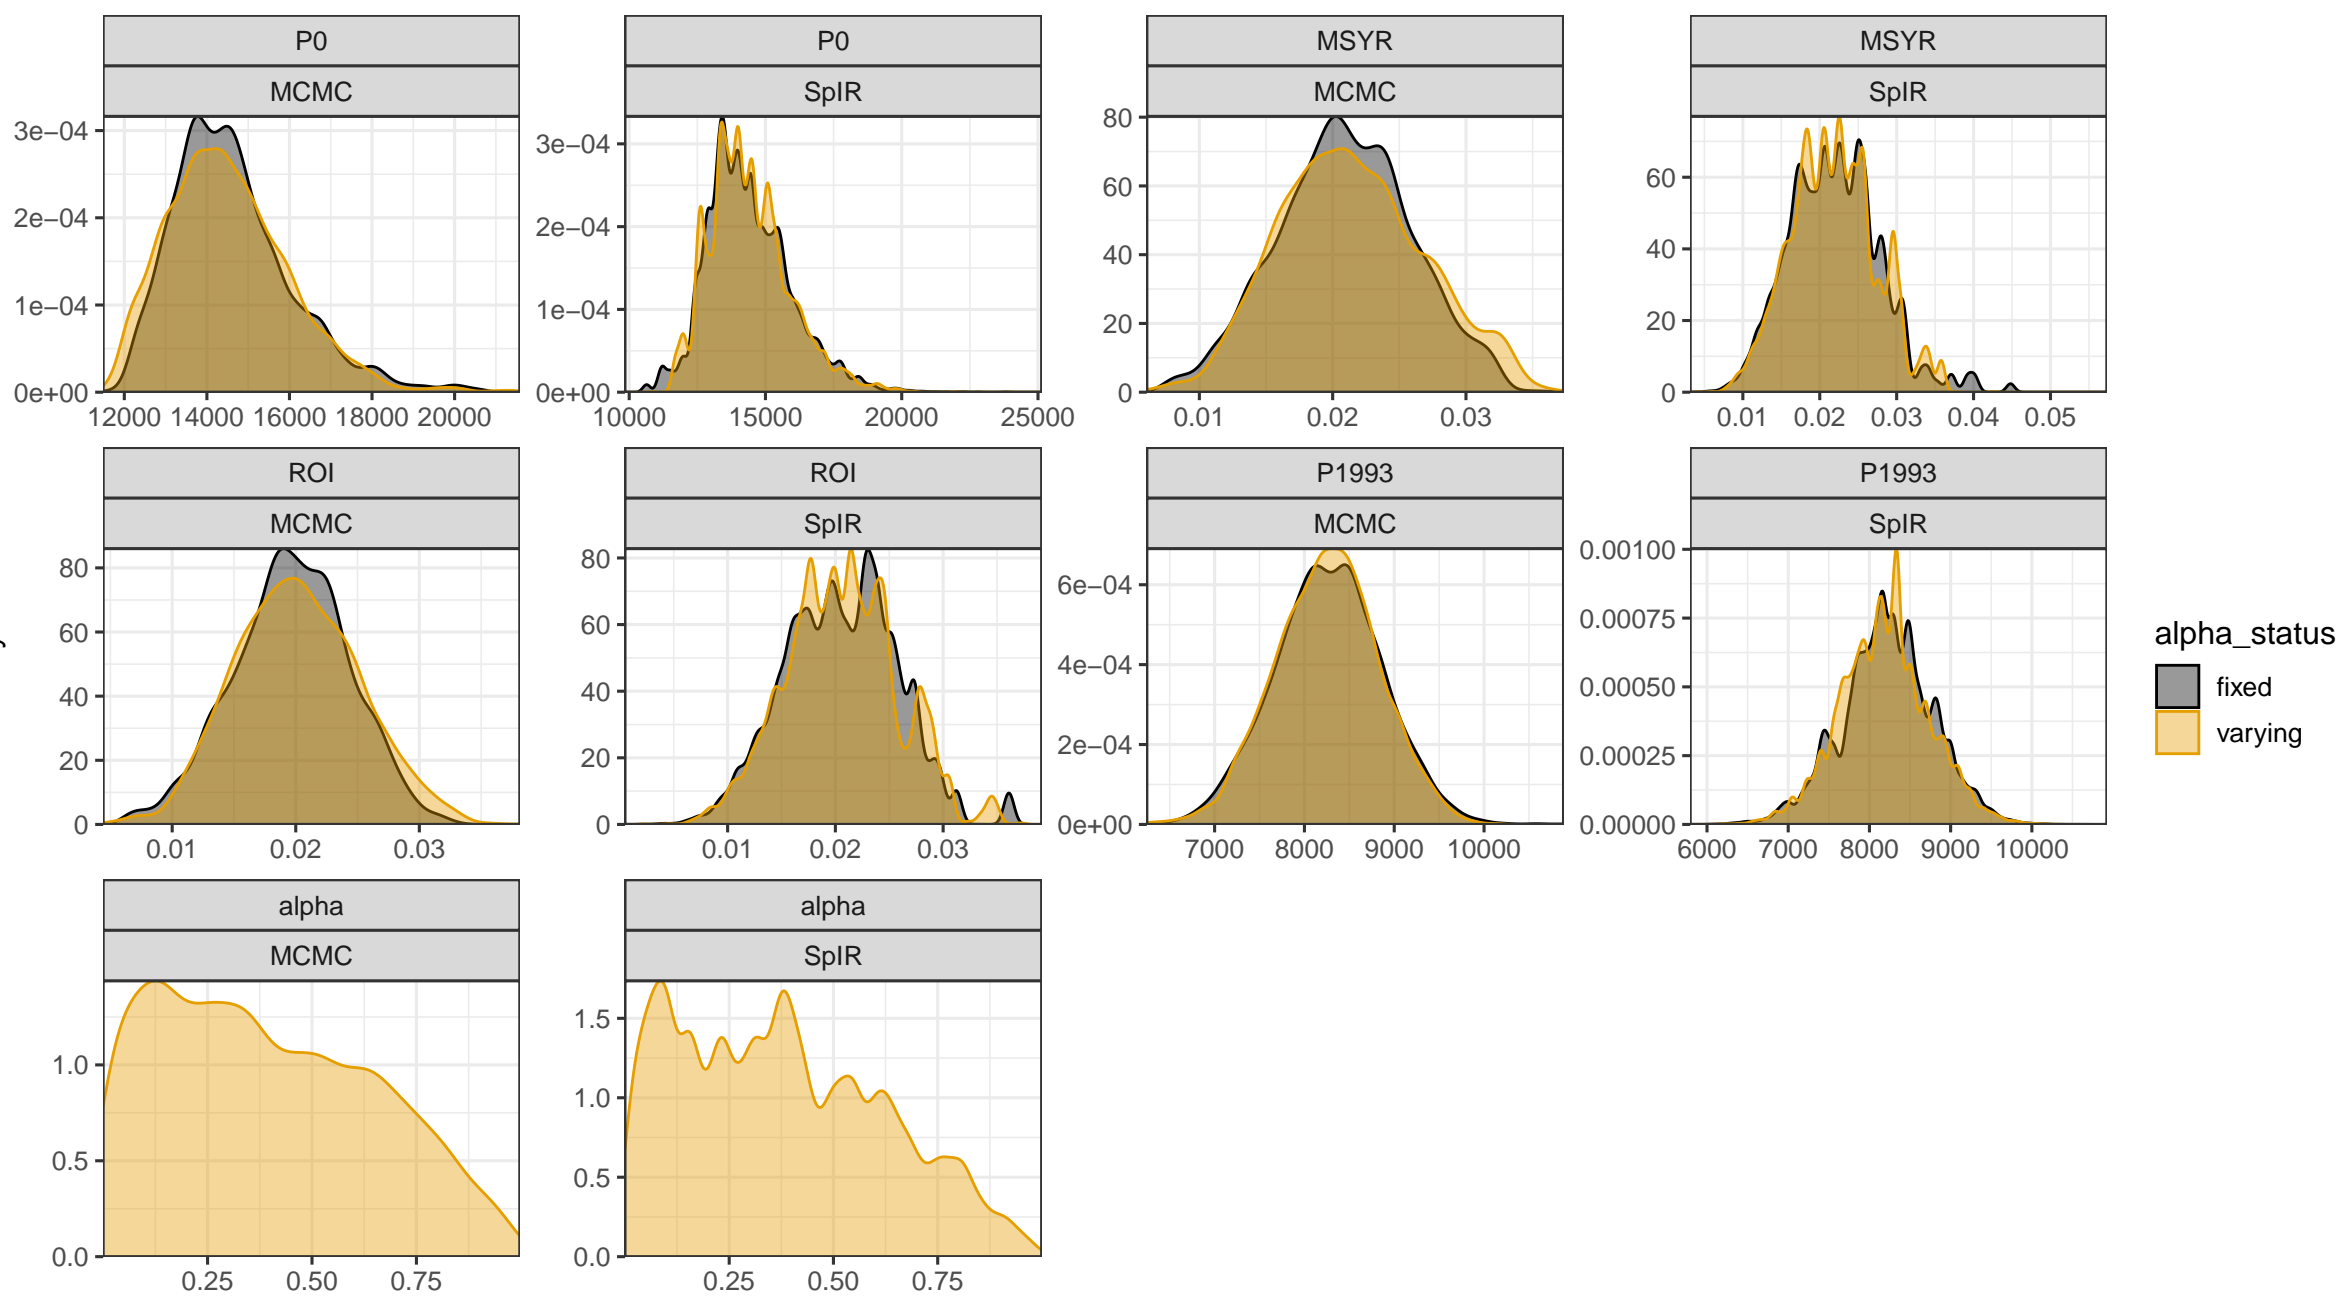 P0 P0 MSYR MSYR
MCMC SpIR MCMC SpIR
3e−04 2e−04 1e−04 0e+00
12000 14000 16000 18000 20000
3e−04 2e−04 1e−04 0e+00
10000 15000 20000 25000
80 60 40 20 0
0.01 0.02 0.03
60 40 20 0
0.01 0.02 0.03 0.04 0.05
ROI ROI P1993 P1993
MCMC SpIR MCMC SpIR
80 60 40 20 0
0.01 0.02 0.03
80 60 40 20 0
0.01 0.02 0.03
6e−04 4e−04 2e−04 0e+00
7000 8000 9000 10000
0.00100 0.00075 0.00050 0.00025 0.00000
6000 7000 8000 9000 10000
alpha_status
fixed
varying
alpha alpha
MCMC SpIR
1.0 0.5 0.0
0.25 0.50 0.75
1.5 1.0 0.5 0.0
0.25 0.50 0.75